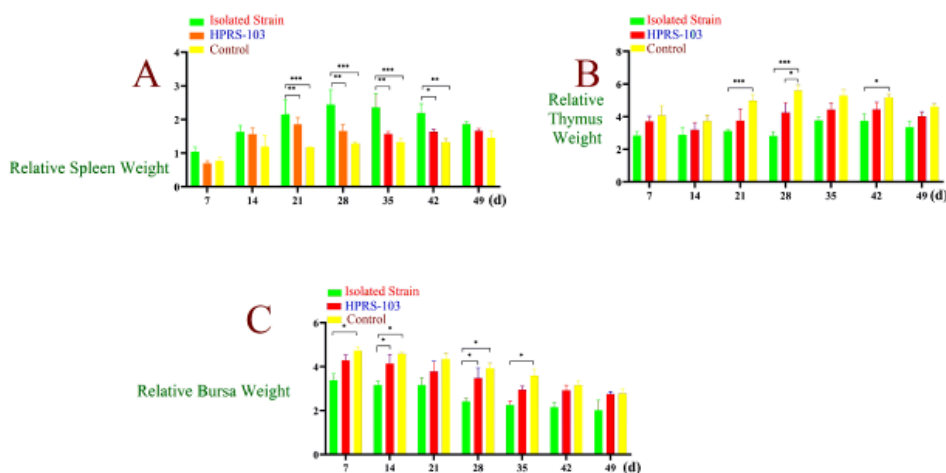 A
Isolated Strain
HPRS-103
Control
Relative Spleen Weight
4
3
2
1
0
*** *** *** **
** ** ** *
7 14 21 28 35 42 49 (d)
B
Isolated Strain
HPRS-103
Control
Relative
Thymus
Weight
8
6
4
2
0
*** *** * *
7 14 21 28 35 42 49 (d)
C
Isolated Strain
HPRS-103
Control
Relative Bursa Weight
6
4
2
0
* * * * * *
7 14 21 28 35 42 49 (d)